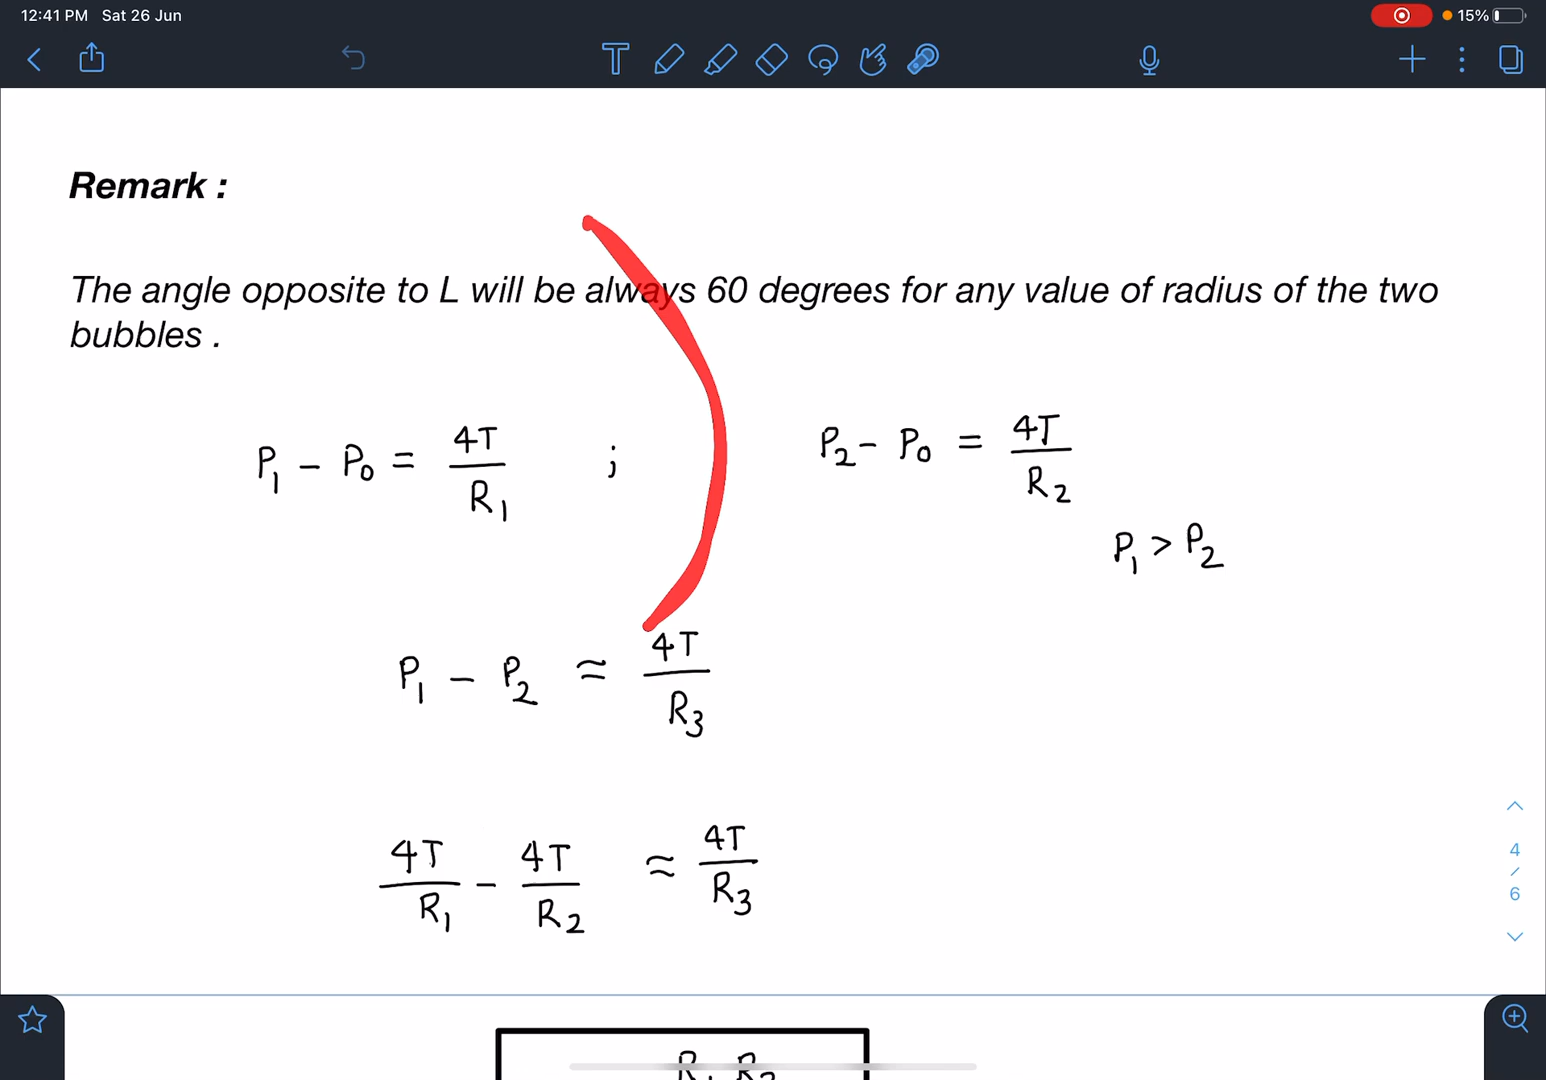 12:41 PM Sat 26 Jun
15%
T
Remark :
The angle opposite to L will be always 60 degrees for any value of radius of the two
bubbles .
P₁ – P₀ = 4T/R₁ ; P₂ – P₀ = 4T/R₂
P₁ > P₂
P₁ – P₂ ≈ 4T/R₃
4T/R₁ – 4T/R₂ ≈ 4T/R₃
4/6